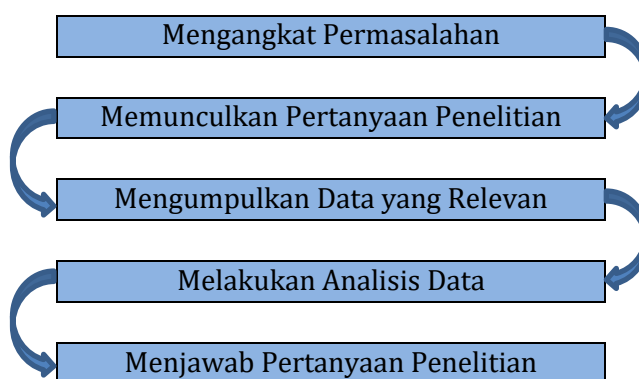 Mengangkat Permasalahan
Memunculkan Pertanyaan Penelitian
Mengumpulkan Data yang Relevan
Melakukan Analisis Data
Menjawab Pertanyaan Penelitian